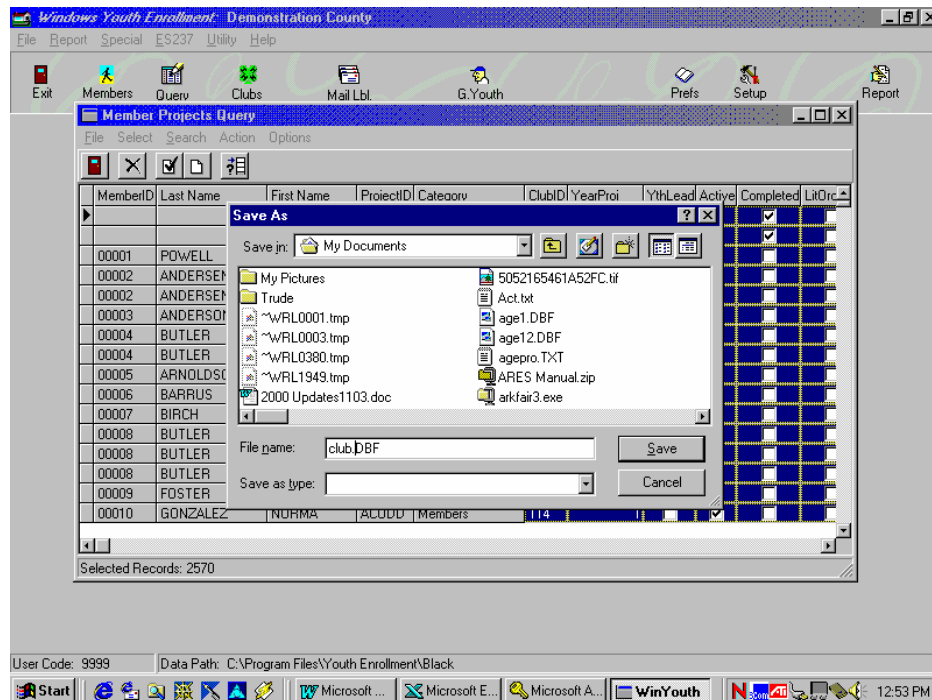 Windows Youth Enrollment: Demonstration County
File Report Special ES237 Utility Help
Exit Members Query Clubs Mail Lbl. G.Youth Prefs Setup Report
Member Projects Query
File Select Search Action Options
MemberID Last Name First Name ProjectID Category ClubID YearProj YthLead Active Completed LitOrd
Save As
Save in: My Documents
00001 POWELL
00002 ANDERSEN
00002 ANDERSEN
00003 ANDERSON
00004 BUTLER
00004 BUTLER
00005 ARNOLDSO
00006 BARRUS
00007 BIRCH
00008 BUTLER
00008 BUTLER
00008 BUTLER
00009 FOSTER
00010 GONZALEZ NORMA Members 114
My Pictures 5052165461A52FC.tif
Trude Act.txt
~WRL0001.tmp age1.DBF
~WRL0003.tmp age12.DBF
~WRL0380.tmp agepro.TXT
~WRL1949.tmp ARES Manual.zip
2000 Updates1103.doc arkfair3.exe
File name: club.DBF Save
Save as type: Cancel
Selected Records: 2570
User Code: 9999 Data Path: C:\Program Files\Youth Enrollment\Black
Start Microsoft ... Microsoft E... Microsoft A... WinYouth 12:53 PM